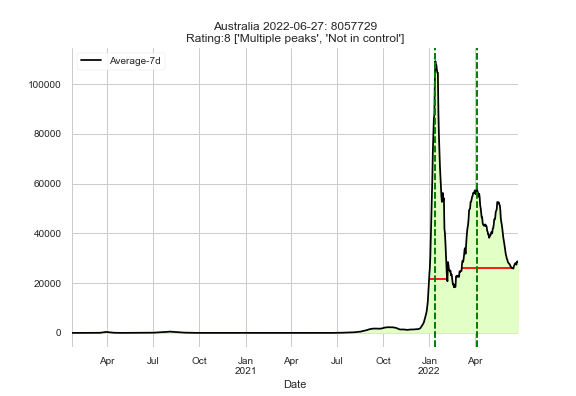 Australia 2022-06-27: 8057729
Rating:8 ['Multiple peaks', 'Not in control']
Average-7d
100000
80000
60000
40000
20000
0
Apr Jul Oct Jan Apr Jul Oct Jan Apr
2021 2022
Date